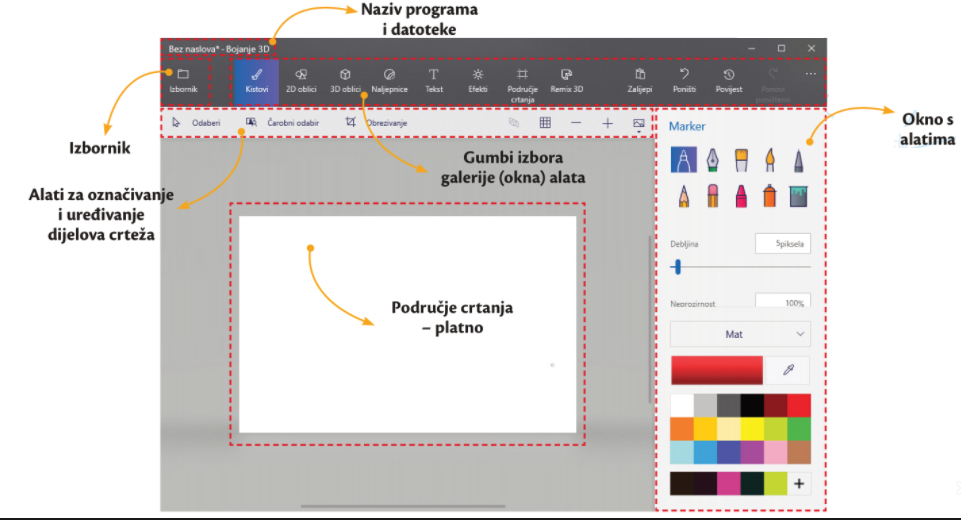 Naziv programa
i datoteke
Bez naslova* - Bojanje 3D
Izbornik
Kistovi
2D oblici
3D oblici
Naljepnice
Tekst
Efekti
Područje
crtanja
Remix 3D
Zalijepi
Poništi
Povijest
Odaberi
Čarobni odabir
Obrezivanje
Marker
Okno s
alatima
Izbornik
Gumbi izbora
galerije (okna) alata
Alati za označivanje
i uređivanje
dijelova crteža
Debljina
5piksela
Područje crtanja
– platno
Neprozirnost
100%
Mat